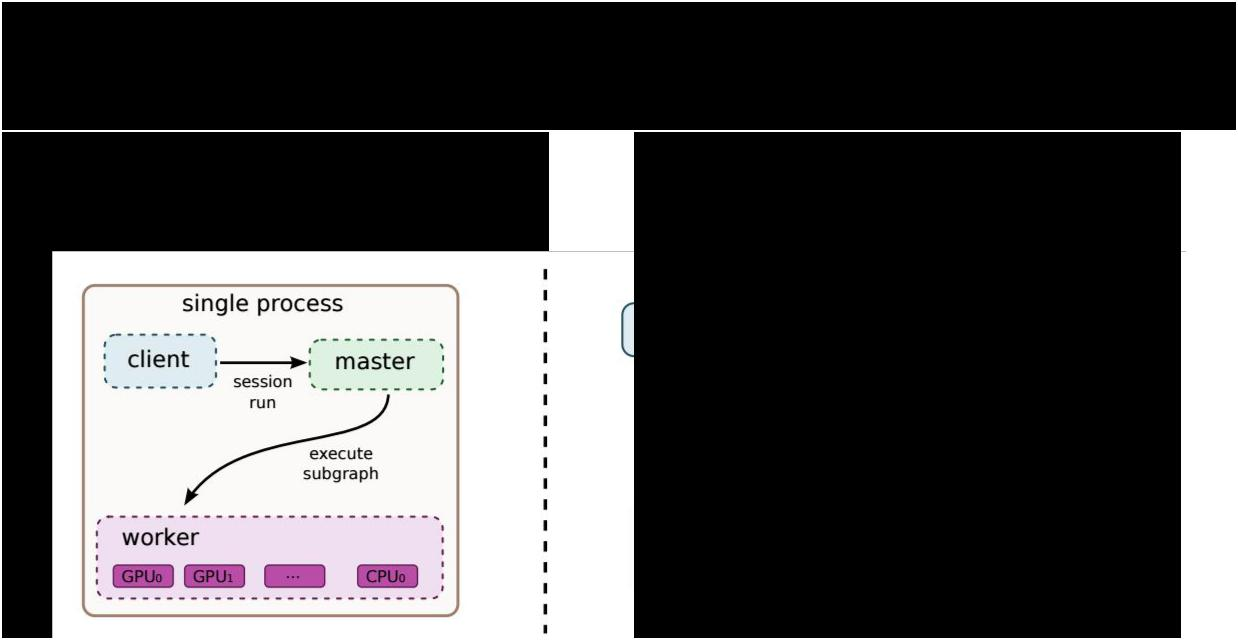 single process
client
master
session
run
execute
subgraph
worker
GPU₀
GPU₁
...
CPU₀